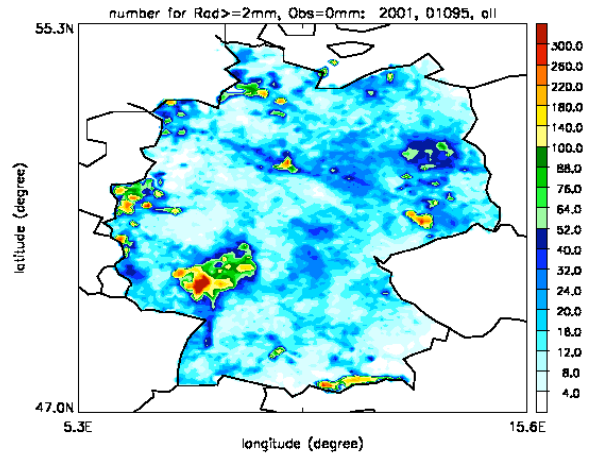 number for Rad>=2mm, Obs=0mm: 2001, D1095, all
55.3N
47.0N
5.3E
15.6E
latitude (degree)
longitude (degree)
300.0
260.0
220.0
180.0
140.0
100.0
88.0
76.0
64.0
52.0
40.0
32.0
24.0
20.0
16.0
12.0
8.0
4.0